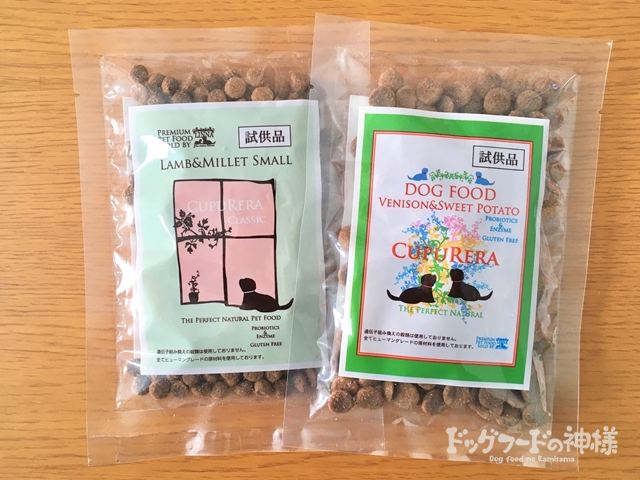 PREMIUM
PET FOOD
SOLD BY
試供品
LAMB&MILLET SMALL
CUPURERA
CLASSIC
THE PERFECT NATURAL PET FOOD
PROBIOTICS
&
ENZYME
GLUTEN FREE
遺伝子組み換えの穀類は使用しておりません。
全てヒューマングレードの原材料を使用しております。
試供品
DOG FOOD
VENISON&SWEET POTATO
PROBIOTICS
&
ENZYME
GLUTEN FREE
CUPURERA
THE PERFECT NATURAL
遺伝子組み換えの穀類は使用しておりません。
全てヒューマングレードの原材料を使用しております。
PREMIUM
PET FOOD
SOLD BY
ドッグフードの神様
Dog food no Kamisama